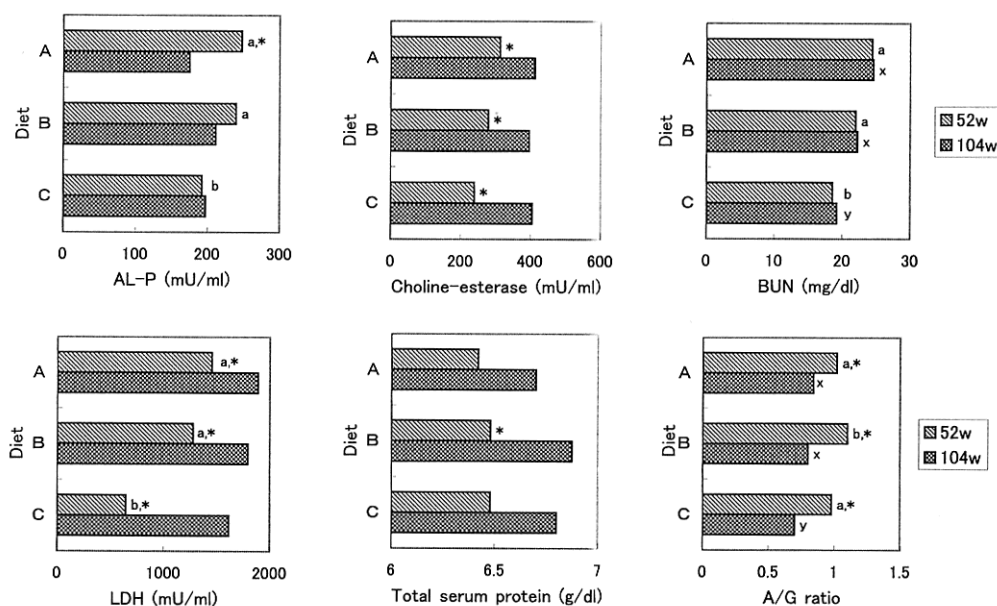 A
a,*
Diet
B
a
C
b
0
100
200
300
AL-P (mU/ml)
A
*
B
*
C
*
0
200
400
600
Choline-esterase (mU/ml)
A
a
x
Diet
B
a
x
C
b
y
0
10
20
30
BUN (mg/dl)
52w
104w
A
a,*
Diet
B
a,*
C
b,*
0
1000
2000
LDH (mU/ml)
A
B
*
C
6
6.5
7
Total serum protein (g/dl)
A
a,*
x
Diet
B
b,*
x
C
a,*
y
0
0.5
1
1.5
A/G ratio
52w
104w